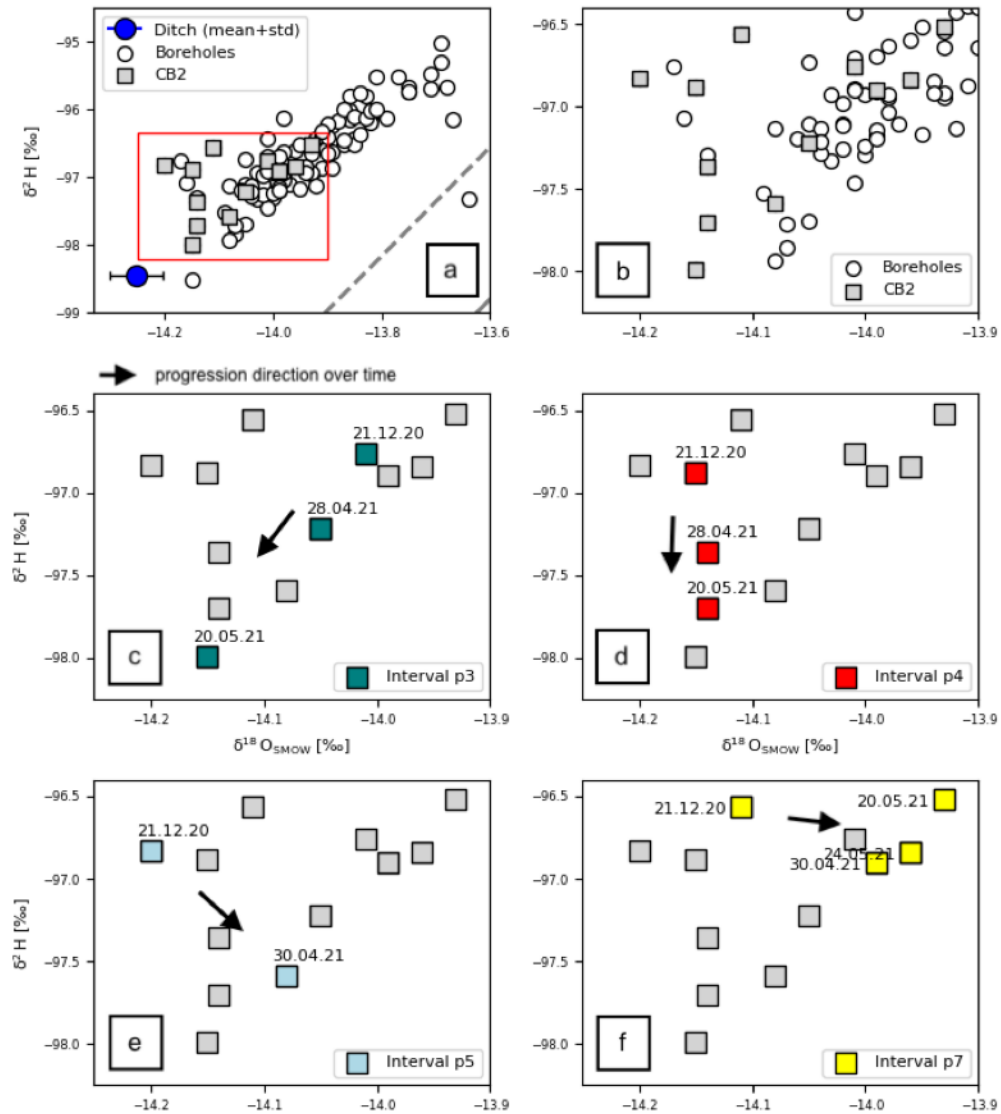 Ditch (mean+std)
Boreholes
CB2
δ² H [‰]
−95
−96
−97
−98
−99
−14.2
−14.0
−13.8
−13.6
a
−96.5
−97.0
−97.5
−98.0
−14.2
−14.1
−14.0
−13.9
b
Boreholes
CB2
progression direction over time
δ² H [‰]
−96.5
−97.0
−97.5
−98.0
21.12.20
28.04.21
20.05.21
c
Interval p3
−14.2
−14.1
−14.0
−13.9
δ¹⁸ O_SMOW [‰]
−96.5
−97.0
−97.5
−98.0
21.12.20
28.04.21
20.05.21
d
Interval p4
−14.2
−14.1
−14.0
−13.9
δ¹⁸ O_SMOW [‰]
δ² H [‰]
−96.5
−97.0
−97.5
−98.0
21.12.20
30.04.21
e
Interval p5
−14.2
−14.1
−14.0
−13.9
−96.5
−97.0
−97.5
−98.0
21.12.20
20.05.21
24.05.21
30.04.21
f
Interval p7
−14.2
−14.1
−14.0
−13.9